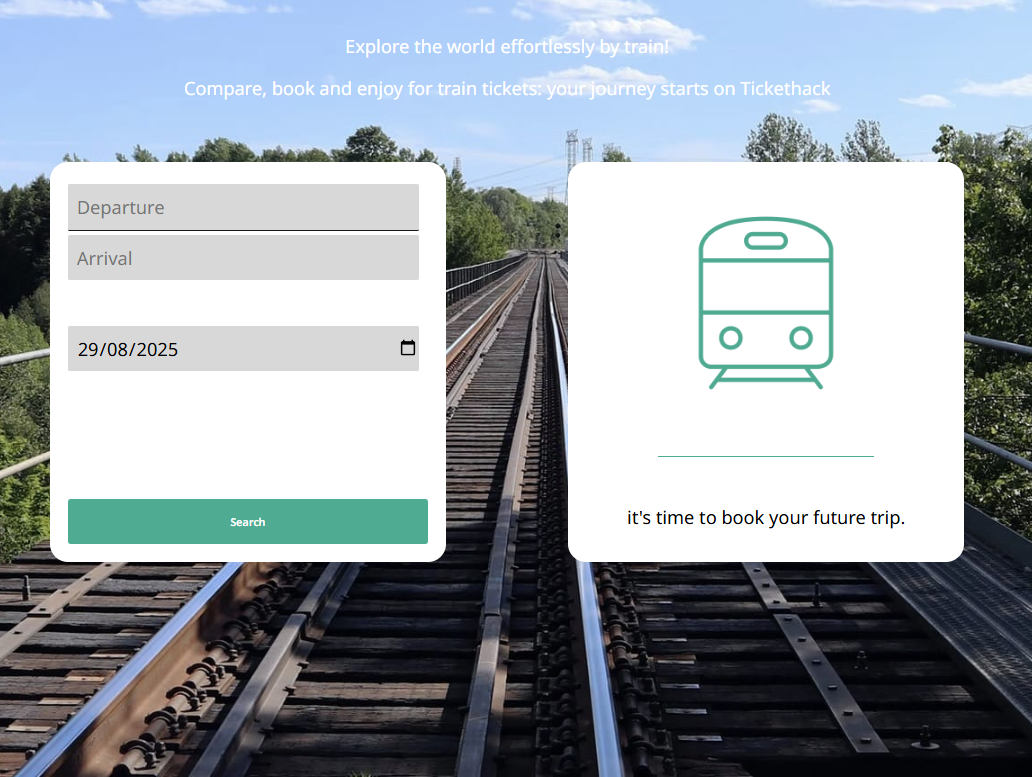 Explore the world effortlessly by train!
Compare, book and enjoy for train tickets: your journey starts on Tickethack
Departure
Arrival
29/08/2025
Search
it's time to book your future trip.